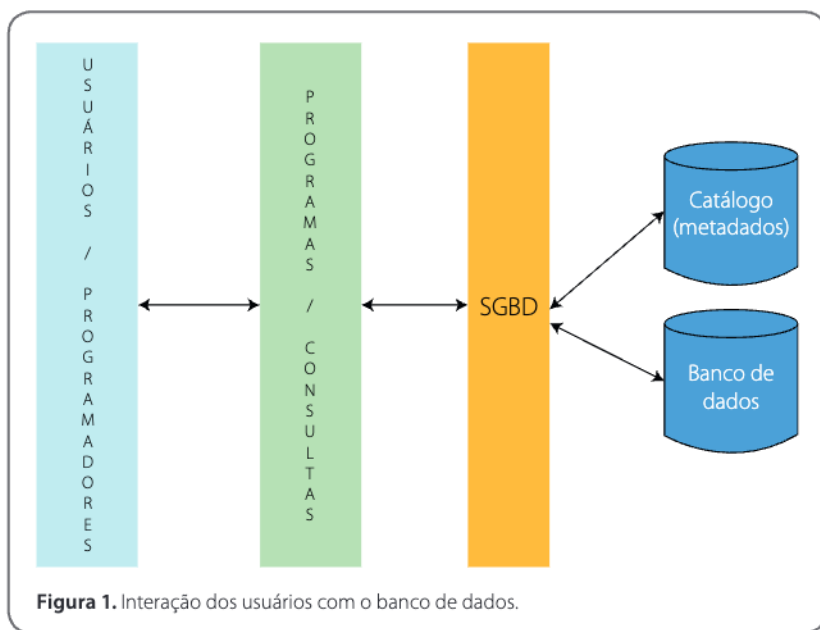 USUÁRIOS / PROGRAMADORES
PROGRAMAS / CONSULTAS
SGBD
Catálogo
(metadados)
Banco de
dados
Figura 1. Interação dos usuários com o banco de dados.